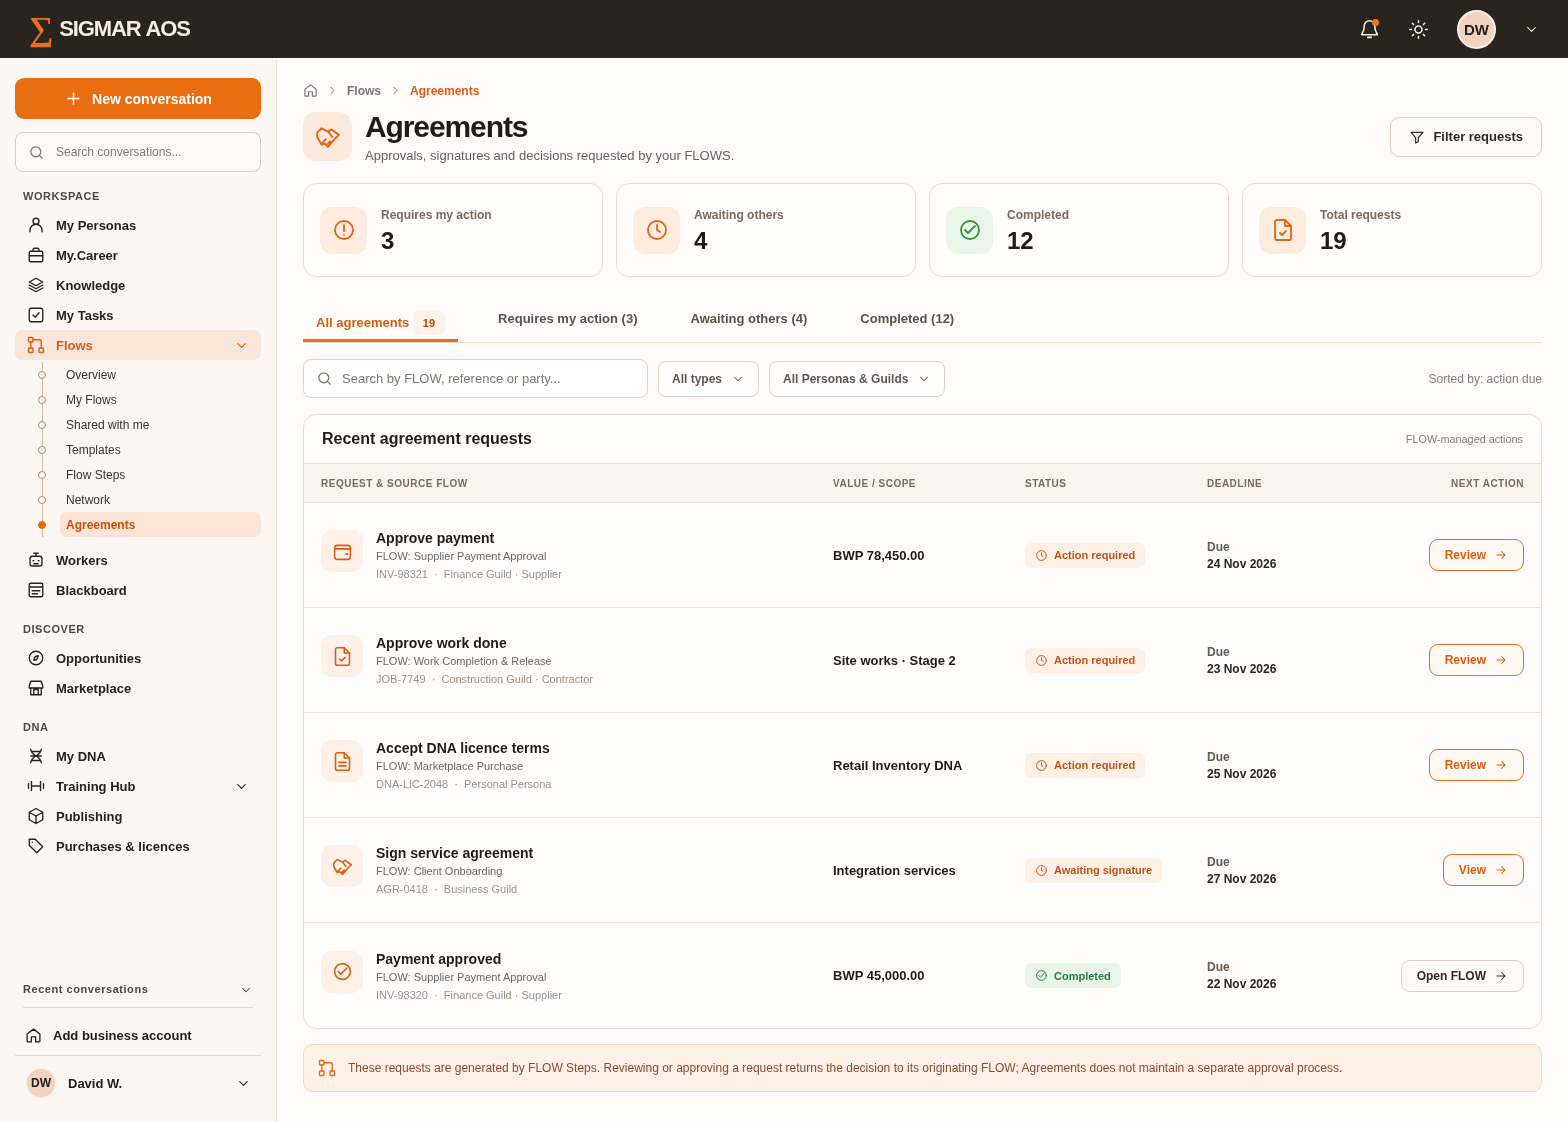 SIGMAR AOS
DW
New conversation
Search conversations...
WORKSPACE
My Personas
My.Career
Knowledge
My Tasks
Flows
Overview
My Flows
Shared with me
Templates
Flow Steps
Network
Agreements
Workers
Blackboard
DISCOVER
Opportunities
Marketplace
DNA
My DNA
Training Hub
Publishing
Purchases & licences
Recent conversations
Add business account
DW David W.
Flows Agreements
Agreements
Approvals, signatures and decisions requested by your FLOWS.
Filter requests
Requires my action
3
Awaiting others
4
Completed
12
Total requests
19
All agreements 19 Requires my action (3) Awaiting others (4) Completed (12)
Search by FLOW, reference or party... All types All Personas & Guilds Sorted by: action due
Recent agreement requests FLOW-managed actions
REQUEST & SOURCE FLOW VALUE / SCOPE STATUS DEADLINE NEXT ACTION
Approve payment
FLOW: Supplier Payment Approval
INV-98321 · Finance Guild · Supplier
BWP 78,450.00
Action required
Due
24 Nov 2026
Review
Approve work done
FLOW: Work Completion & Release
JOB-7749 · Construction Guild · Contractor
Site works · Stage 2
Action required
Due
23 Nov 2026
Review
Accept DNA licence terms
FLOW: Marketplace Purchase
DNA-LIC-2048 · Personal Persona
Retail Inventory DNA
Action required
Due
25 Nov 2026
Review
Sign service agreement
FLOW: Client Onboarding
AGR-0418 · Business Guild
Integration services
Awaiting signature
Due
27 Nov 2026
View
Payment approved
FLOW: Supplier Payment Approval
INV-98320 · Finance Guild · Supplier
BWP 45,000.00
Completed
Due
22 Nov 2026
Open FLOW
These requests are generated by FLOW Steps. Reviewing or approving a request returns the decision to its originating FLOW; Agreements does not maintain a separate approval process.